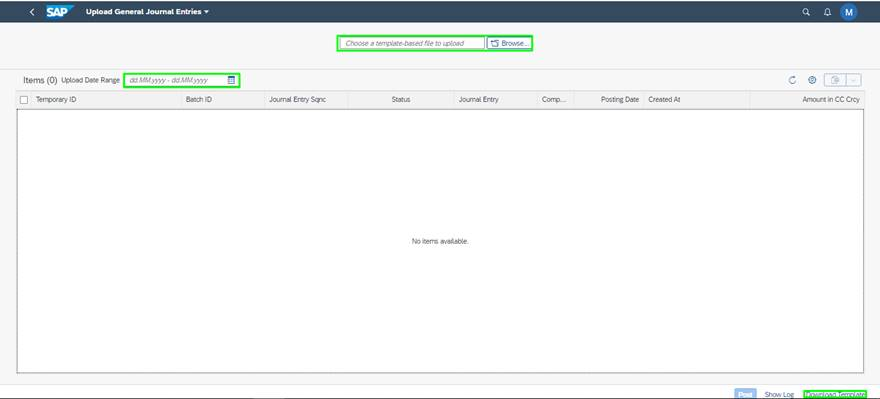 SAP Upload General Journal Entries M
Choose a template-based file to upload Browse...
Items (0) Upload Date Range dd.MM.yyyy - dd.MM.yyyy
Temporary ID Batch ID Journal Entry Sqnc Status Journal Entry Comp... Posting Date Created At Amount in CC Crcy
No items available.
Post Show Log Download Template